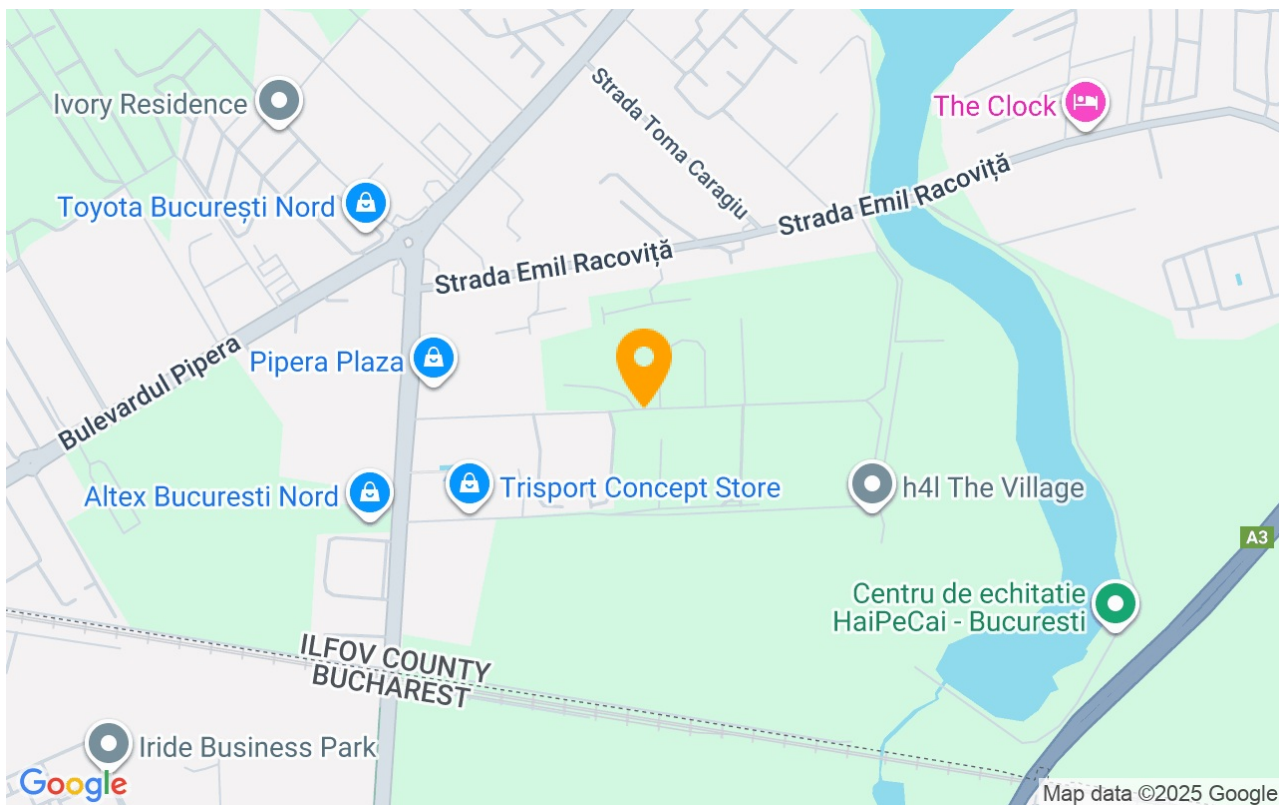 Ivory Residence
Strada Toma Caragiu
The Clock
Toyota București Nord
Strada Emil Racoviță
Strada Emil Racoviță
Pipera Plaza
Bulevardul Pipera
Altex Bucuresti Nord
Trisport Concept Store
h4l The Village
A3
Centru de echitatie
HaiPeCai - Bucuresti
ILFOV COUNTY
BUCHAREST
Iride Business Park
Google
Map data ©2025 Google